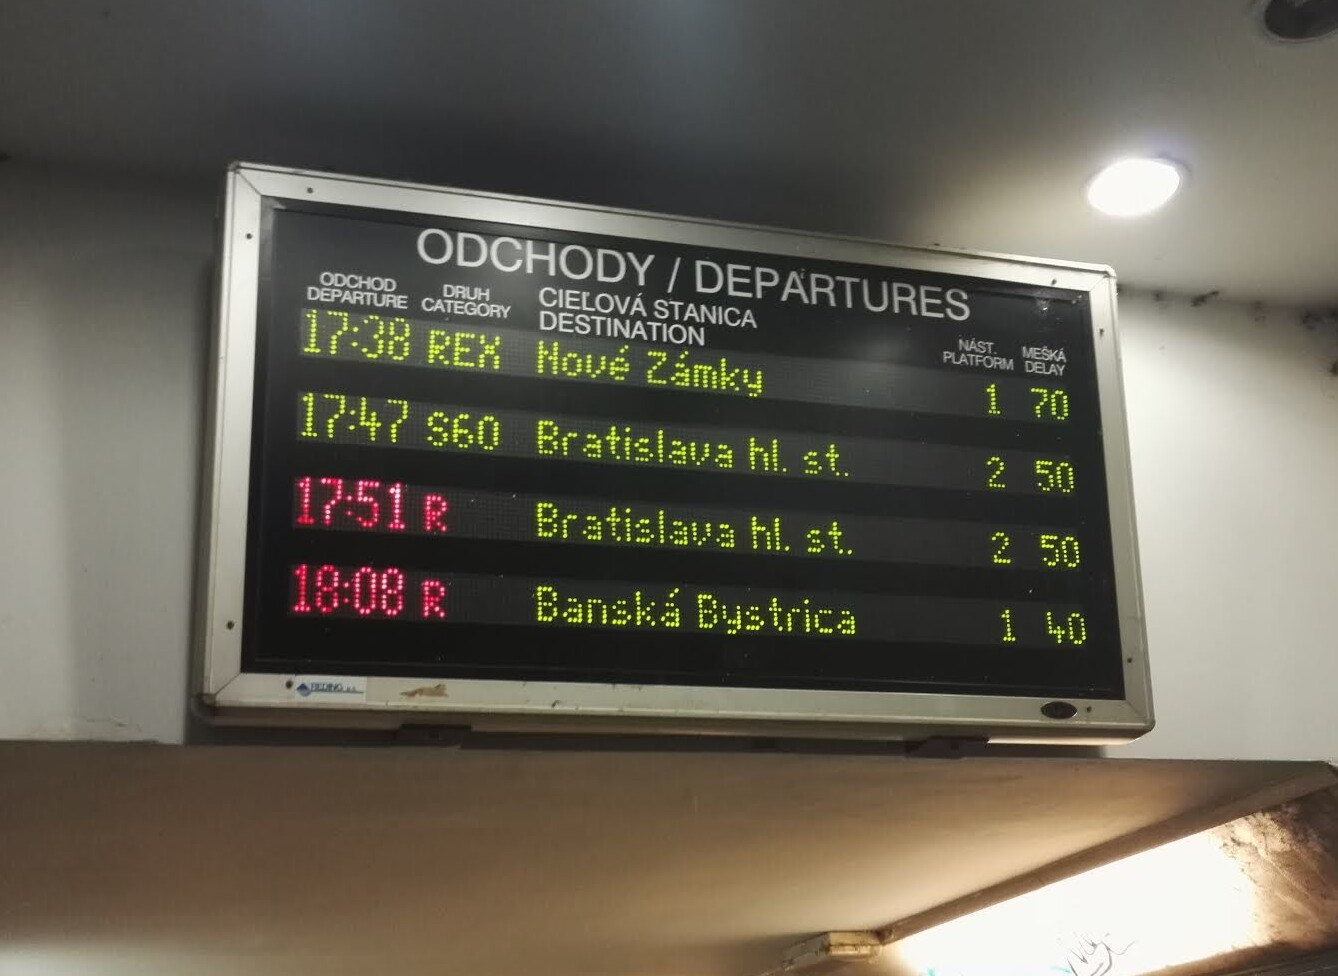 ODCHODY / DEPARTURES
ODCHOD DRUH CIEĽOVÁ STANICA NÁST. MEŠKÁ
DEPARTURE CATEGORY DESTINATION PLATFORM DELAY
17:38 REX Nové Zámky 1 70
17:47 S60 Bratislava hl. st. 2 50
17:51 R Bratislava hl. st. 2 50
18:08 R Banská Bystrica 1 40